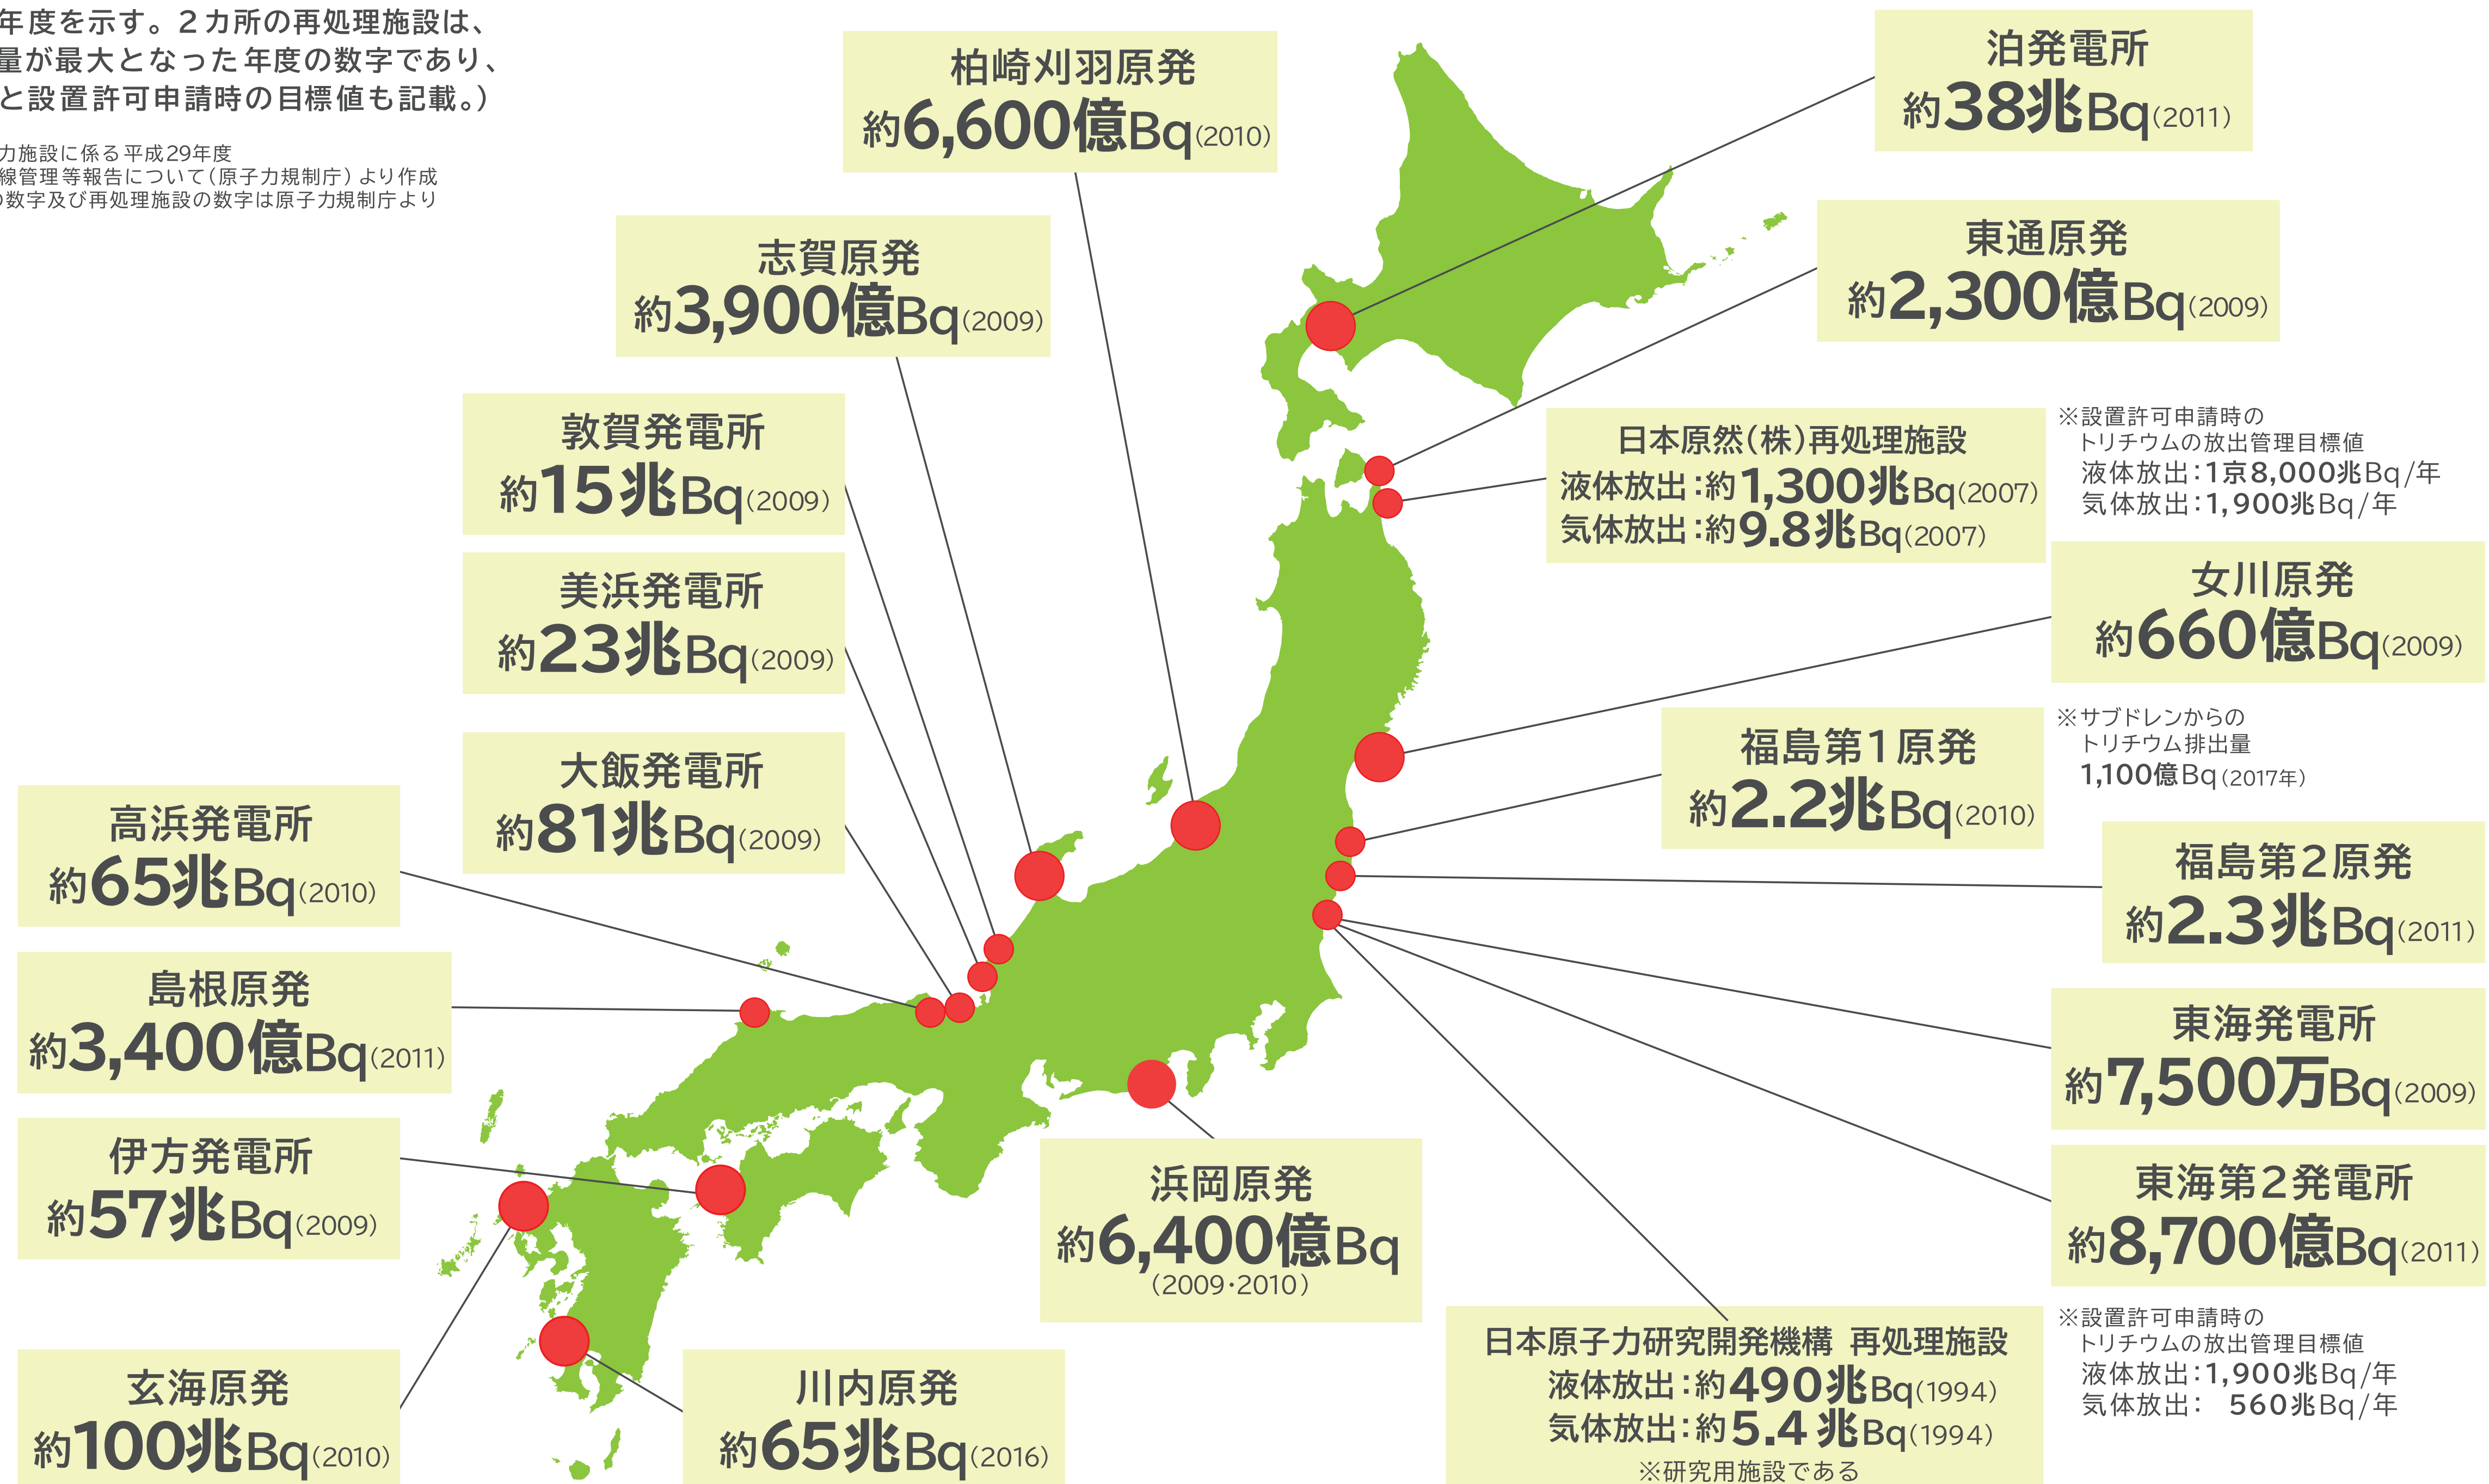 年度を示す。2カ所の再処理施設は、
量が最大となった年度の数字であり、
と設置許可申請時の目標値も記載。）
力施設に係る平成29年度
線管理等報告について（原子力規制庁）より作成
の数字及び再処理施設の数字は原子力規制庁より
柏崎刈羽原発
約6,600億Bq(2010)
泊発電所
約38兆Bq(2011)
志賀原発
約3,900億Bq(2009)
東通原発
約2,300億Bq(2009)
敦賀発電所
約15兆Bq(2009)
日本原然（株）再処理施設
液体放出：約1,300兆Bq(2007)
気体放出：約9.8兆Bq(2007)
※設置許可申請時の
トリチウムの放出管理目標値
液体放出：1京8,000兆Bq/年
気体放出：1,900兆Bq/年
美浜発電所
約23兆Bq(2009)
女川原発
約660億Bq(2009)
大飯発電所
約81兆Bq(2009)
福島第1原発
約2.2兆Bq(2010)
※サブドレンからの
トリチウム排出量
1,100億Bq(2017年)
高浜発電所
約65兆Bq(2010)
福島第2原発
約2.3兆Bq(2011)
島根原発
約3,400億Bq(2011)
東海発電所
約7,500万Bq(2009)
伊方発電所
約57兆Bq(2009)
浜岡原発
約6,400億Bq
(2009・2010)
東海第2発電所
約8,700億Bq(2011)
玄海原発
約100兆Bq(2010)
川内原発
約65兆Bq(2016)
日本原子力研究開発機構 再処理施設
液体放出：約490兆Bq(1994)
気体放出：約5.4兆Bq(1994)
※研究用施設である
※設置許可申請時の
トリチウムの放出管理目標値
液体放出：1,900兆Bq/年
気体放出： 560兆Bq/年